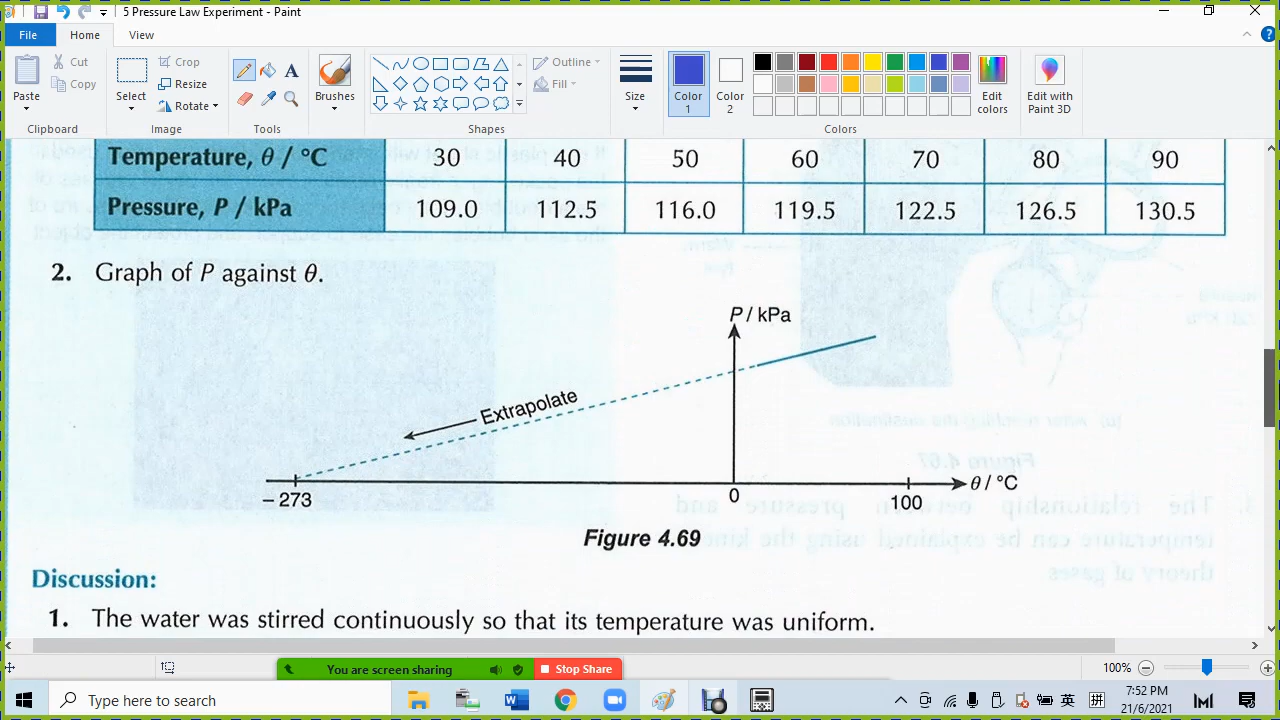 5 Pressure Law Experiment - Paint
File Home View
Paste
Cut
Copy
Clipboard
Select
Crop
Resize
Rotate
Image
A
Tools
Brushes
Shapes
Outline
Fill
Size
Color 1
Color 2
Colors
Edit colors
Edit with Paint 3D
Temperature, θ / °C 30 40 50 60 70 80 90
Pressure, P / kPa 109.0 112.5 116.0 119.5 122.5 126.5 130.5
2. Graph of P against θ.
P / kPa
Extrapolate
– 273 0 100 θ / °C
Figure 4.69
Discussion:
1. The water was stirred continuously so that its temperature was uniform.
You are screen sharing Stop Share
100%
Type here to search
英 拼
7:52 PM
21/6/2021